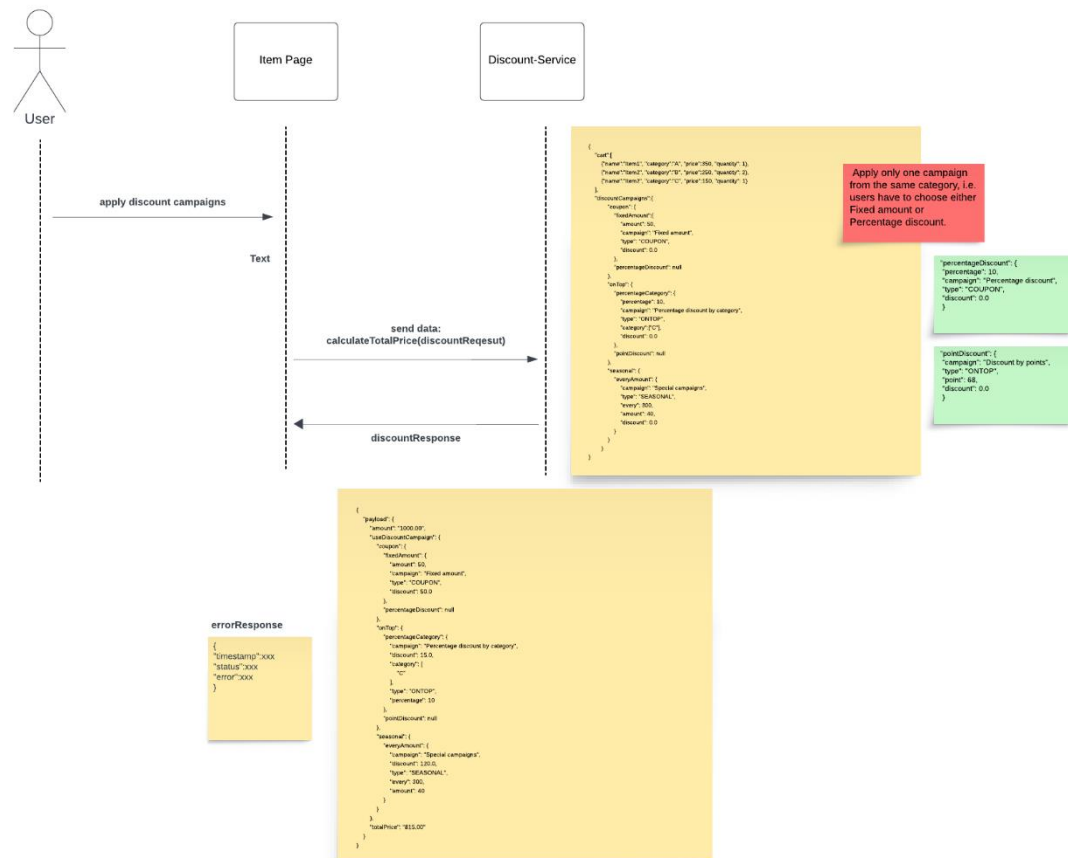 Item Page
Discount-Service
User
apply discount campaigns
Text
send data:
calculateTotalPrice(discountReqesut)
discountResponse
{
"cart":[
{"name":"Item1", "category":"A", "price":350, "quantity": 1},
{"name":"Item2", "category":"B", "price":250, "quantity": 2},
"category":"C", "price":150, "quantity": 1}
],
"discountCampaigns":{
"coupon": {
"fixedAmount":{
"amount": 50,
"campaign": "Fixed amount",
"type": "COUPON",
"discount": 0.0
},
"percentageDiscount": null
},
"onTop": {
"percentageCategory": {
"percentage": 10,
"campaign": "Percentage discount by category",
"type": "ONTOP",
"category":["C"],
"discount": 0.0
},
"pointDiscount": null
},
"seasonal": {
"everyAmount": {
"campaign": "Special campaigns",
"type": "SEASONAL",
"every": 300,
"amount": 40,
"discount": 0.0
}
}
}
}
Apply only one campaign
from the same category, i.e.
users have to choose either
Fixed amount or
Percentage discount.
"percentageDiscount": {
"percentage": 10,
"campaign": "Percentage discount",
"type": "COUPON",
"discount": 0.0
}
"pointDiscount": {
"campaign": "Discount by points",
"type": "ONTOP",
"point": 68,
"discount": 0.0
}
errorResponse
{
"timestamp":xxx
"status":xxx
"error":xxx
}
{
"payload": {
"amount": "1000.00",
"useDiscountCampaign": {
"coupon": {
"fixedAmount": {
"amount": 50,
"campaign": "Fixed amount",
"type": "COUPON",
"discount": 50.0
},
"percentageDiscount": null
},
"onTop": {
"percentageCategory": {
"campaign": "Percentage discount by category",
"discount": 15.0,
"category": [
"C"
],
"type": "ONTOP",
"percentage": 10
},
"pointDiscount": null
},
"seasonal": {
"everyAmount": {
"campaign": "Special campaigns",
"discount": 120.0,
"type": "SEASONAL",
"every": 300,
"amount": 40
}
}
},
"totalPrice": "815.00"
}
}